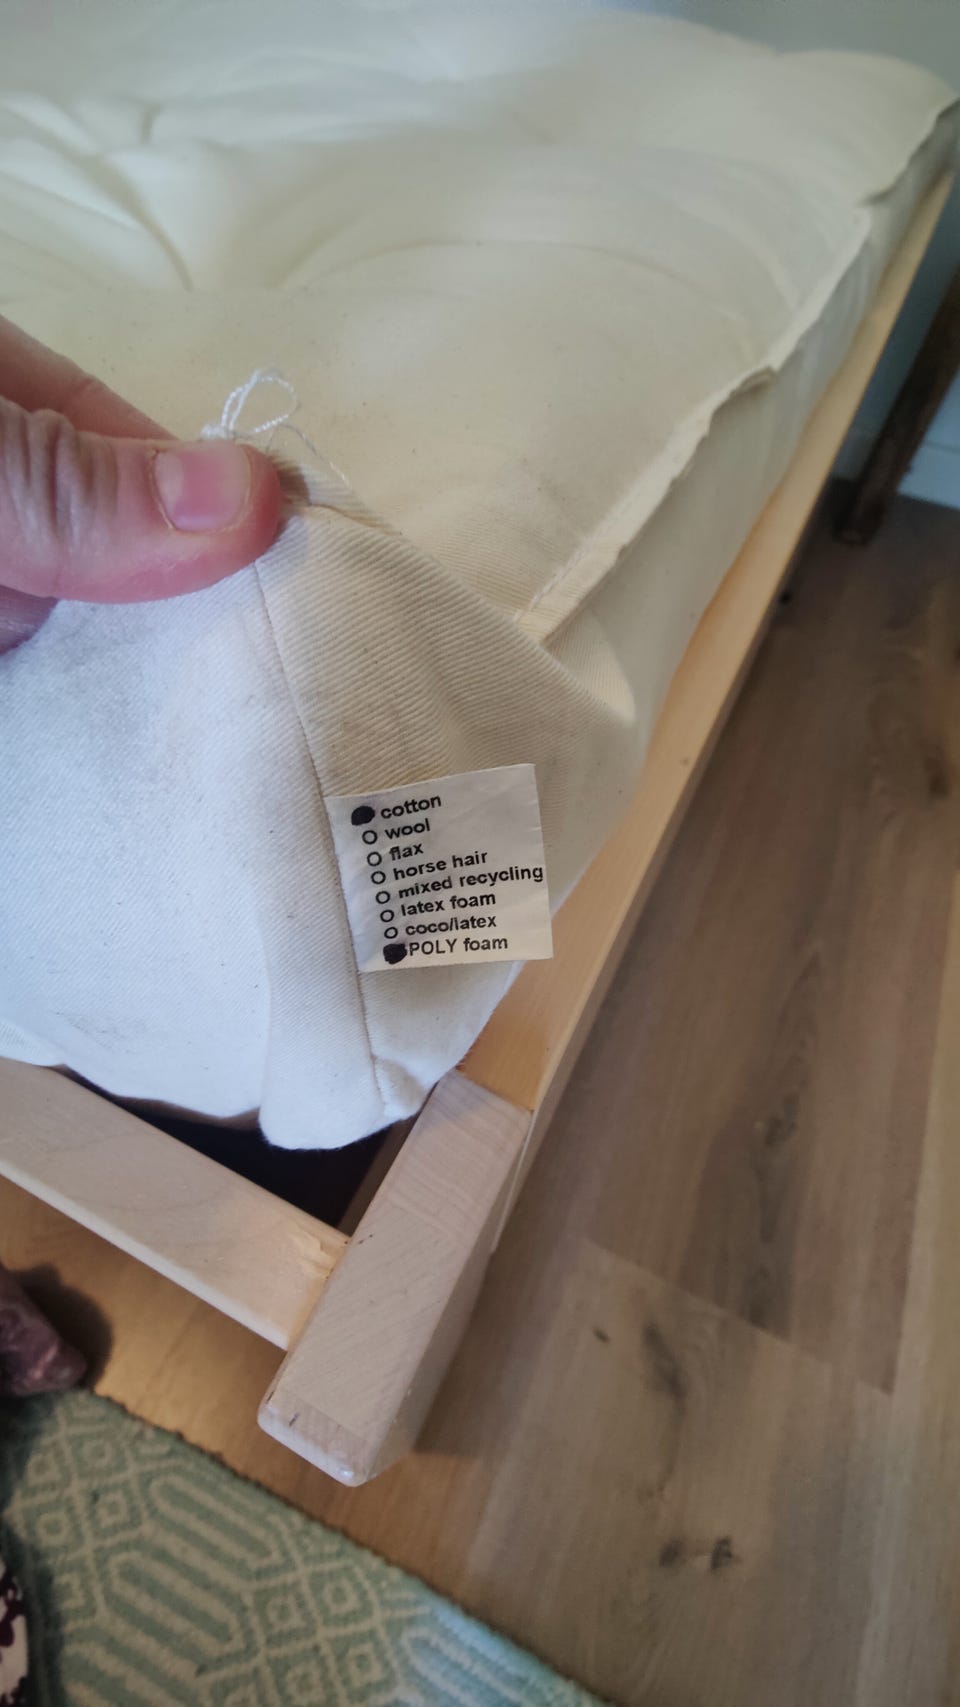 cotton
wool
flax
horse hair
mixed recycling
latex foam
coco/latex
POLY foam